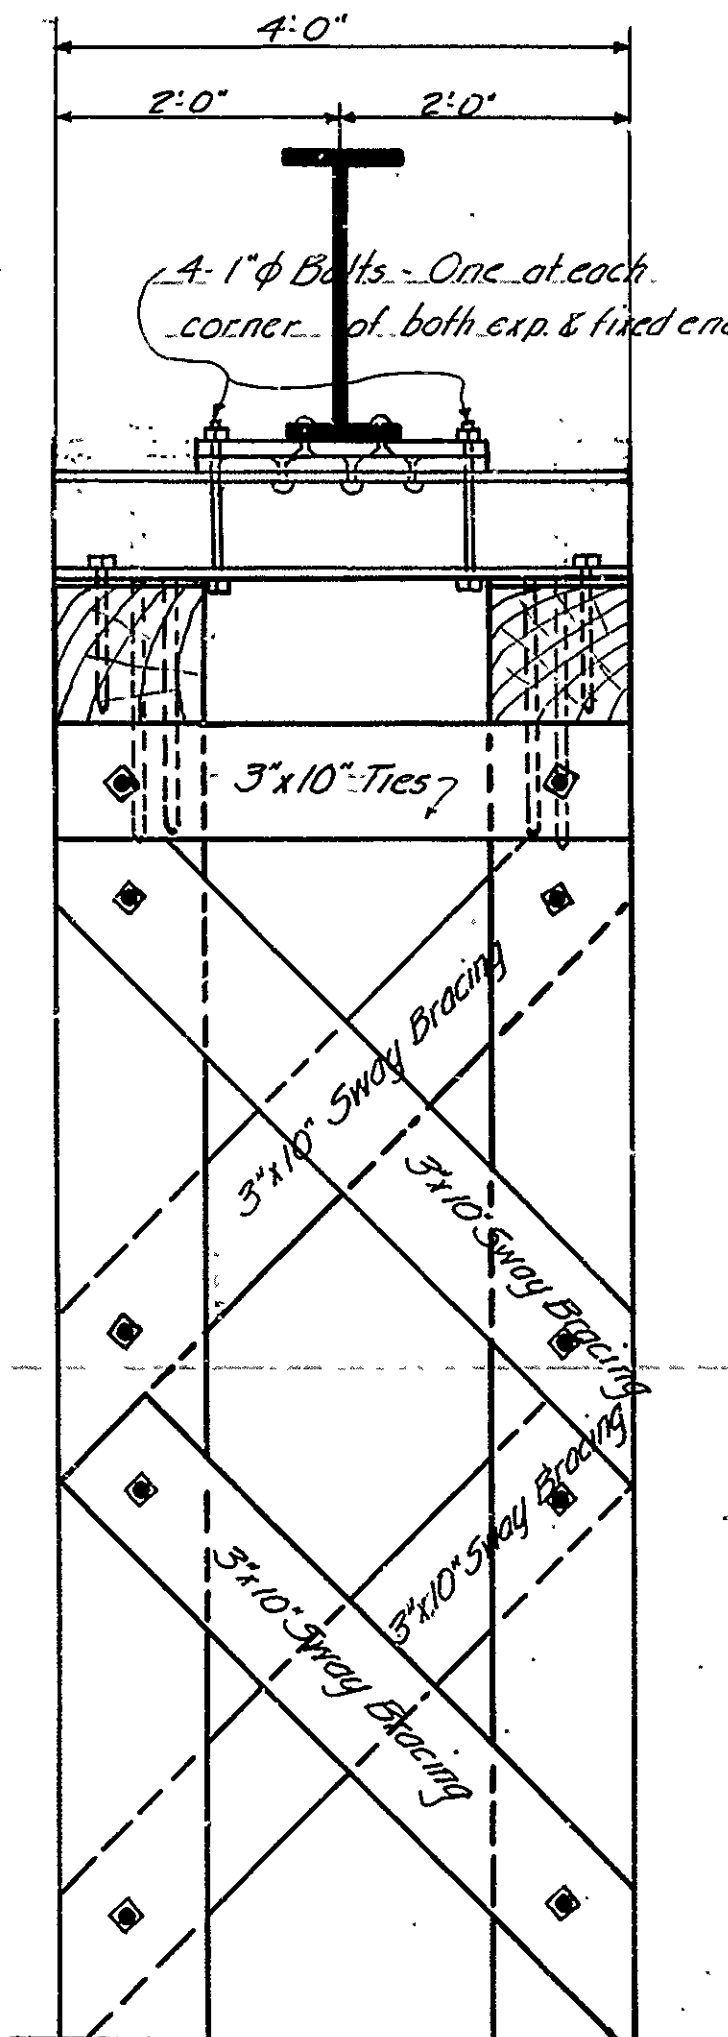 4'-0"
2'-0" 2'-0"
4-1"ϕ Bolts - One at each
corner of both exp. & fixed end
3"x10" Ties
3"x10" Sway Bracing
3"x10" Sway Bracing
3"x10" Sway Bracing
3"x10" Sway Bracing